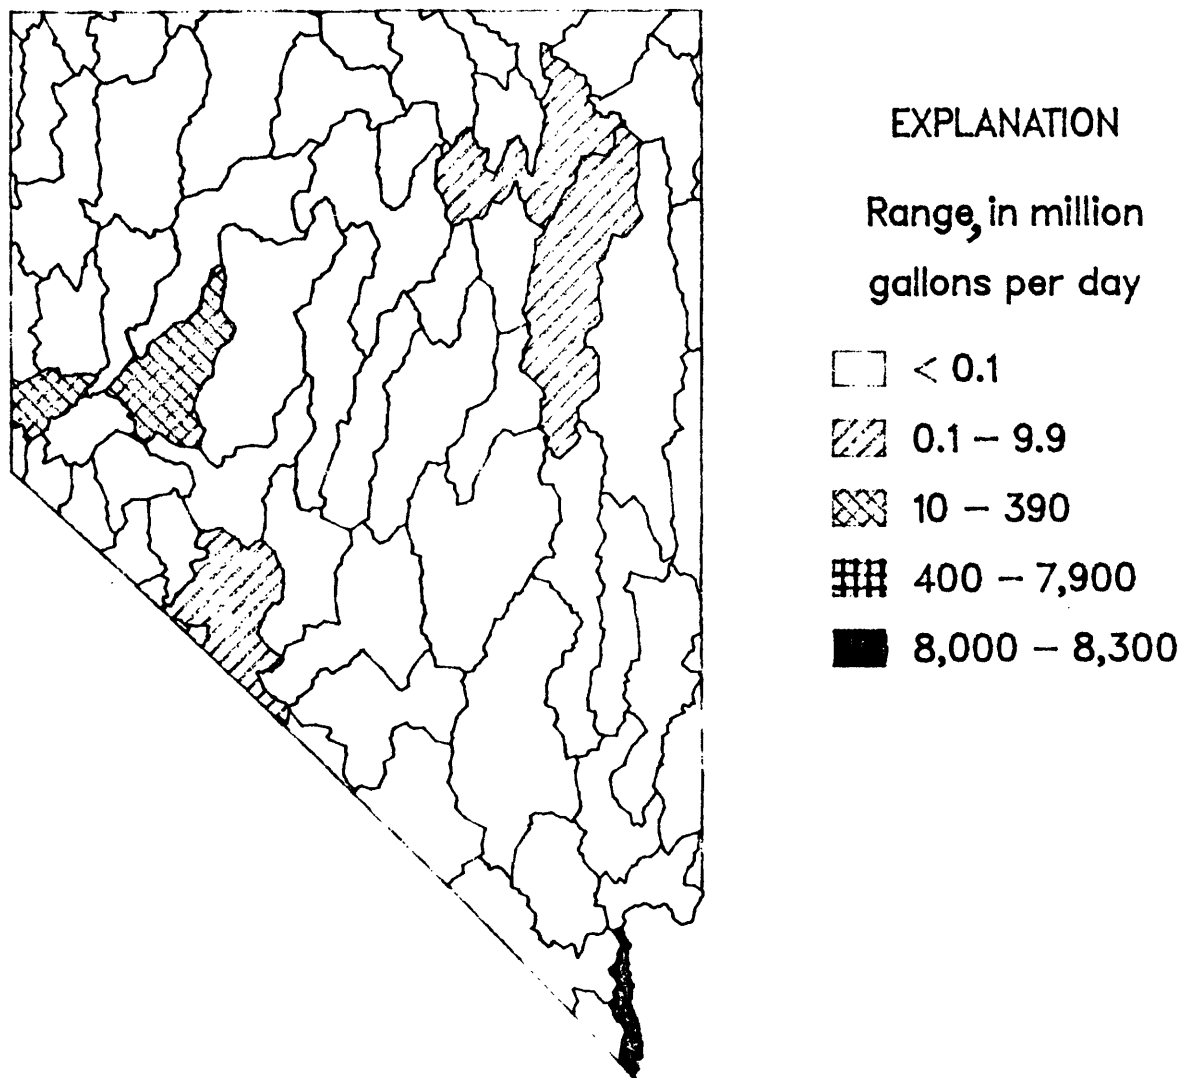 EXPLANATION
Range, in million
gallons per day
< 0.1
0.1 – 9.9
10 – 390
400 – 7,900
8,000 – 8,300